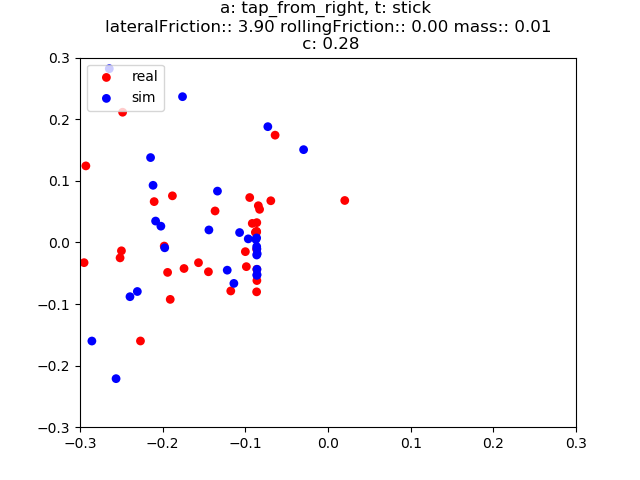 a: tap_from_right, t: stick
lateralFriction:: 3.90 rollingFriction:: 0.00 mass:: 0.01
c: 0.28
real
sim
0.3
0.2
0.1
0.0
−0.1
−0.2
−0.3
−0.3 −0.2 −0.1 0.0 0.1 0.2 0.3